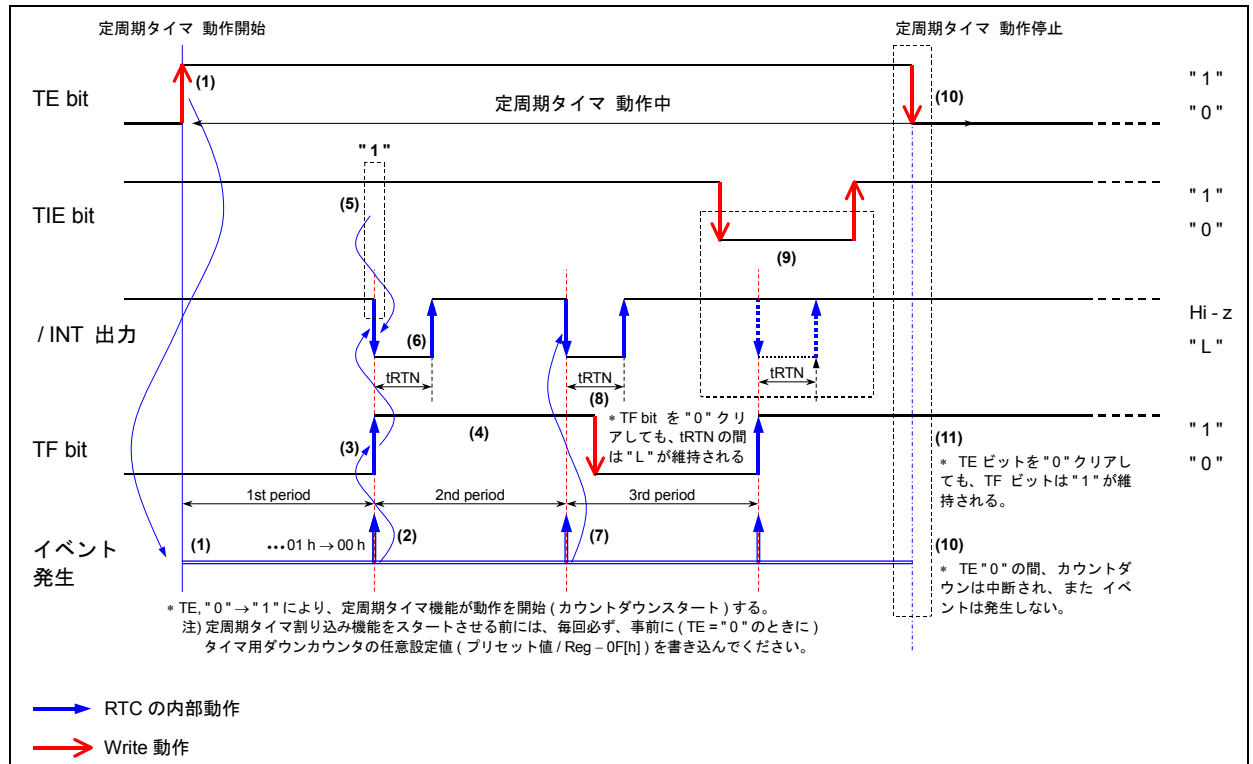 定周期タイマ 動作開始
定周期タイマ 動作停止
TE bit
(1)
定周期タイマ 動作中
(10)
" 1 "
" 0 "
" 1 "
TIE bit
(5)
(9)
" 1 "
" 0 "
/ INT 出力
(6)
tRTN
tRTN
tRTN
Hi - z
" L "
(8)
TF bit
(3)
(4)
* TF bit を " 0 " クリ
アしても、tRTN の間
は " L " が維持される
(11)
" 1 "
" 0 "
* TE ビットを " 0 " クリアし
ても、TF ビットは " 1 " が維
持される。
1st period
2nd period
3rd period
イベント
発生
(1)
•••01 h → 00 h
(2)
(7)
(10)
* TE " 0 " の間、カウントダ
ウンは中断され、また イベ
ントは発生しない。
* TE, " 0 " → " 1 " により、定周期タイマ機能が動作を開始 ( カウントダウンスタート ) する。
注) 定周期タイマ割り込み機能をスタートさせる前には、毎回必ず、事前に ( TE = " 0 " のときに )
タイマ用ダウンカウンタの任意設定値 ( プリセット値 / Reg – 0F[h] ) を書き込んでください。
RTC の内部動作
Write 動作